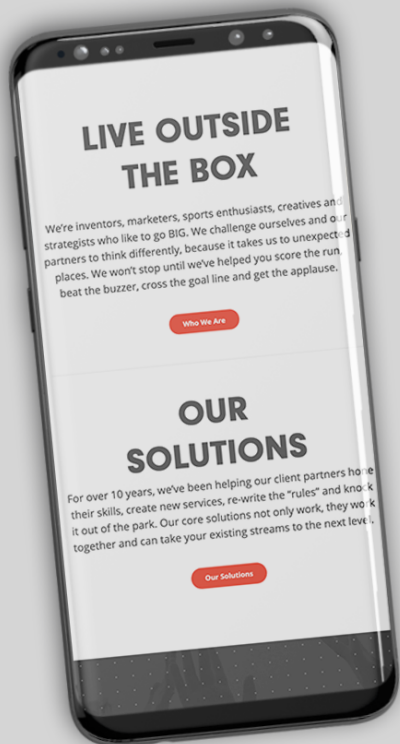 LIVE OUTSIDE
THE BOX
We're inventors, marketers, sports enthusiasts, creatives and
strategists who like to go BIG. We challenge ourselves and our
partners to think differently, because it takes us to unexpected
places. We won't stop until we've helped you score the run,
beat the buzzer, cross the goal line and get the applause.
Who We Are
OUR
SOLUTIONS
For over 10 years, we've been helping our client partners hone
their skills, create new services, re-write the “rules” and knock
it out of the park. Our core solutions not only work, they work
together and can take your existing streams to the next level.
Our Solutions